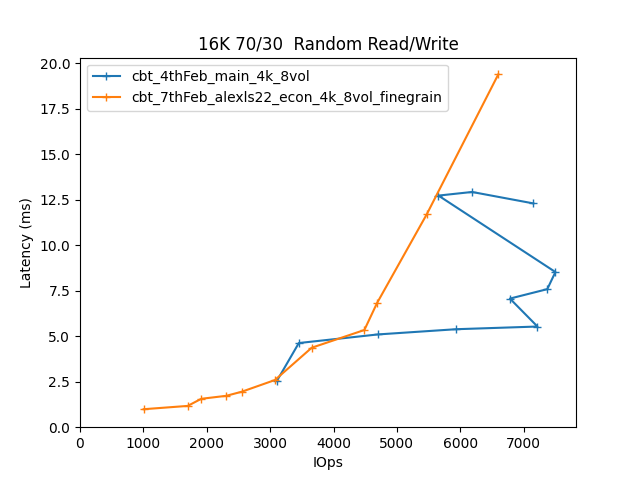 16K 70/30  Random Read/Write
cbt_4thFeb_main_4k_8vol
cbt_7thFeb_alexls22_econ_4k_8vol_finegrain
Latency (ms)
20.0
17.5
15.0
12.5
10.0
7.5
5.0
2.5
0.0
0 1000 2000 3000 4000 5000 6000 7000
IOps